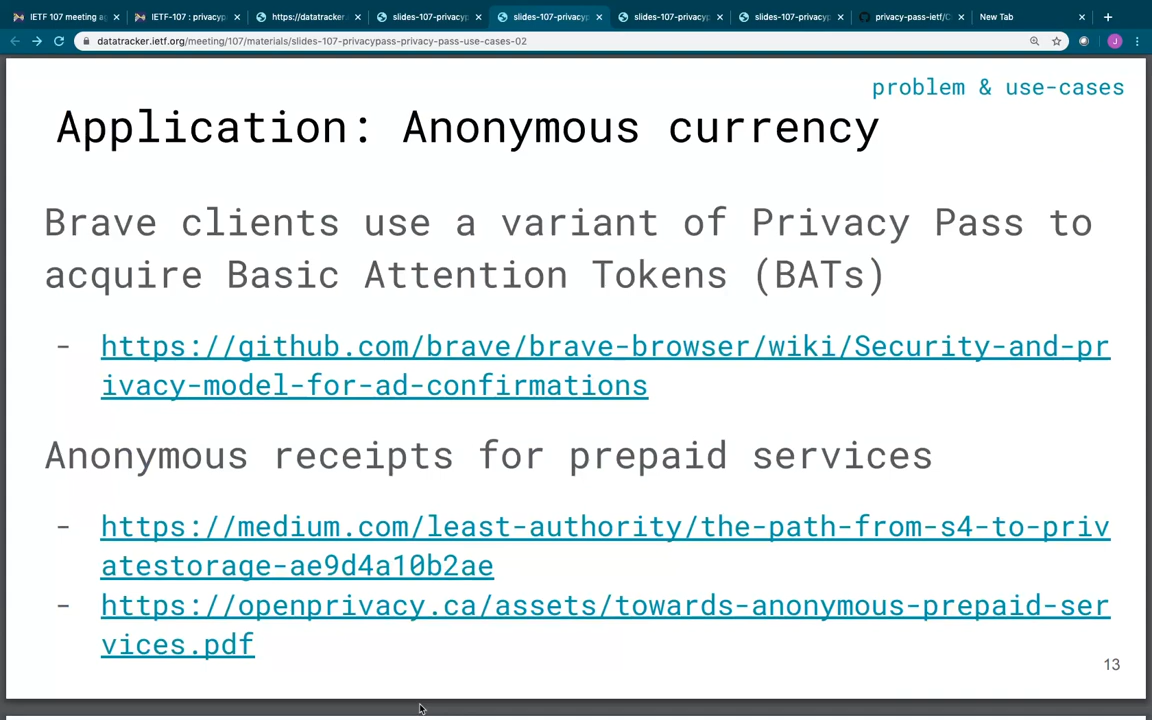 IETF 107 meeting a
IETF-107 : privacyp
https://datatracker.
slides-107-privacyp
slides-107-privacyp
slides-107-privacyp
slides-107-privacyp
privacy-pass-ietf/C
New Tab
datatracker.ietf.org/meeting/107/materials/slides-107-privacypass-privacy-pass-use-cases-02
J
problem & use-cases
Application: Anonymous currency
Brave clients use a variant of Privacy Pass to
acquire Basic Attention Tokens (BATs)
- https://github.com/brave/brave-browser/wiki/Security-and-pr
ivacy-model-for-ad-confirmations
Anonymous receipts for prepaid services
- https://medium.com/least-authority/the-path-from-s4-to-priv
atestorage-ae9d4a10b2ae
- https://openprivacy.ca/assets/towards-anonymous-prepaid-ser
vices.pdf
13